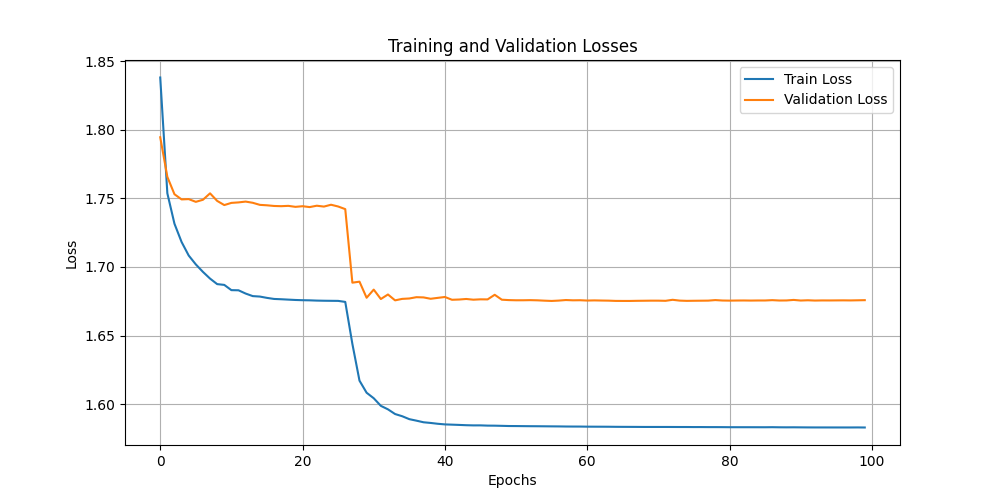 Training and Validation Losses
Train Loss
Validation Loss
Loss
1.85
1.80
1.75
1.70
1.65
1.60
0 20 40 60 80 100
Epochs